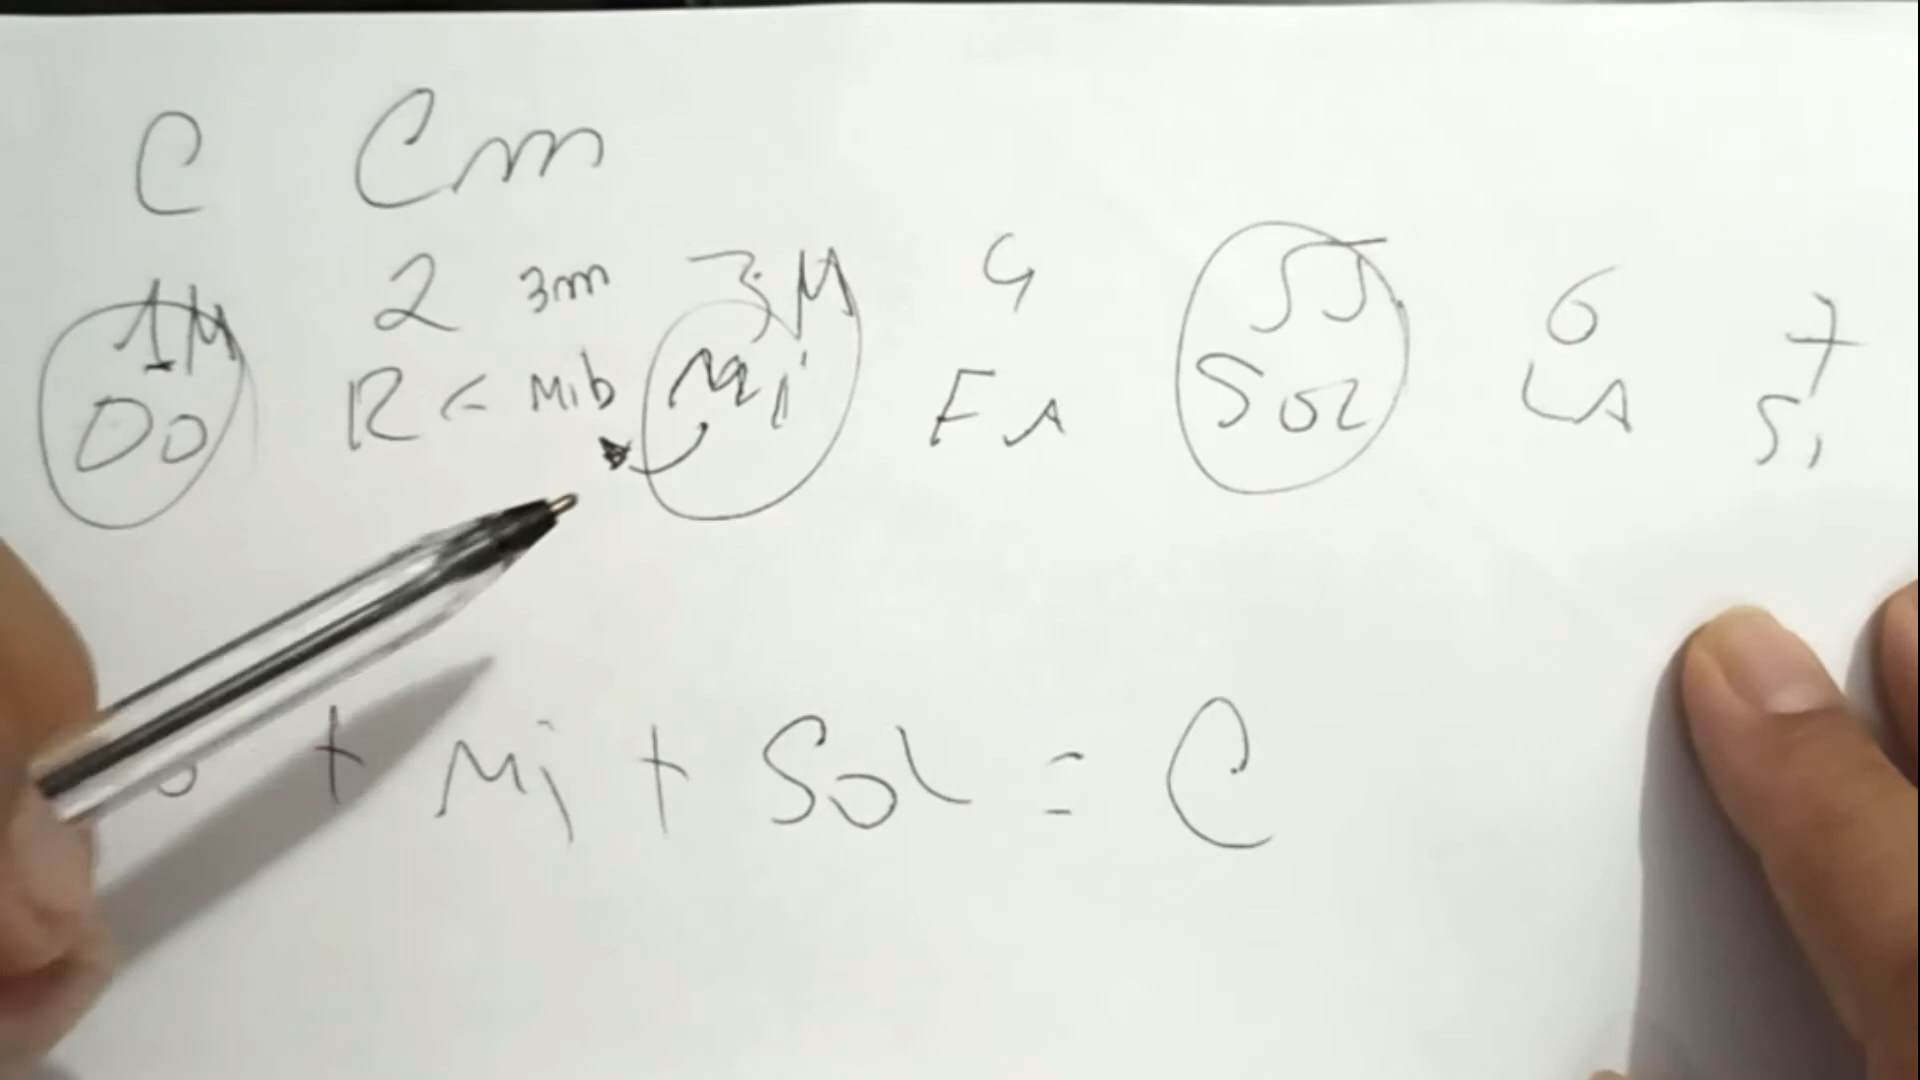 C Cm
1M 2 3m 3M 4 5J 6 7
Do Re Mib Mi FA Sol LA Si
+ Mi + Sol = C